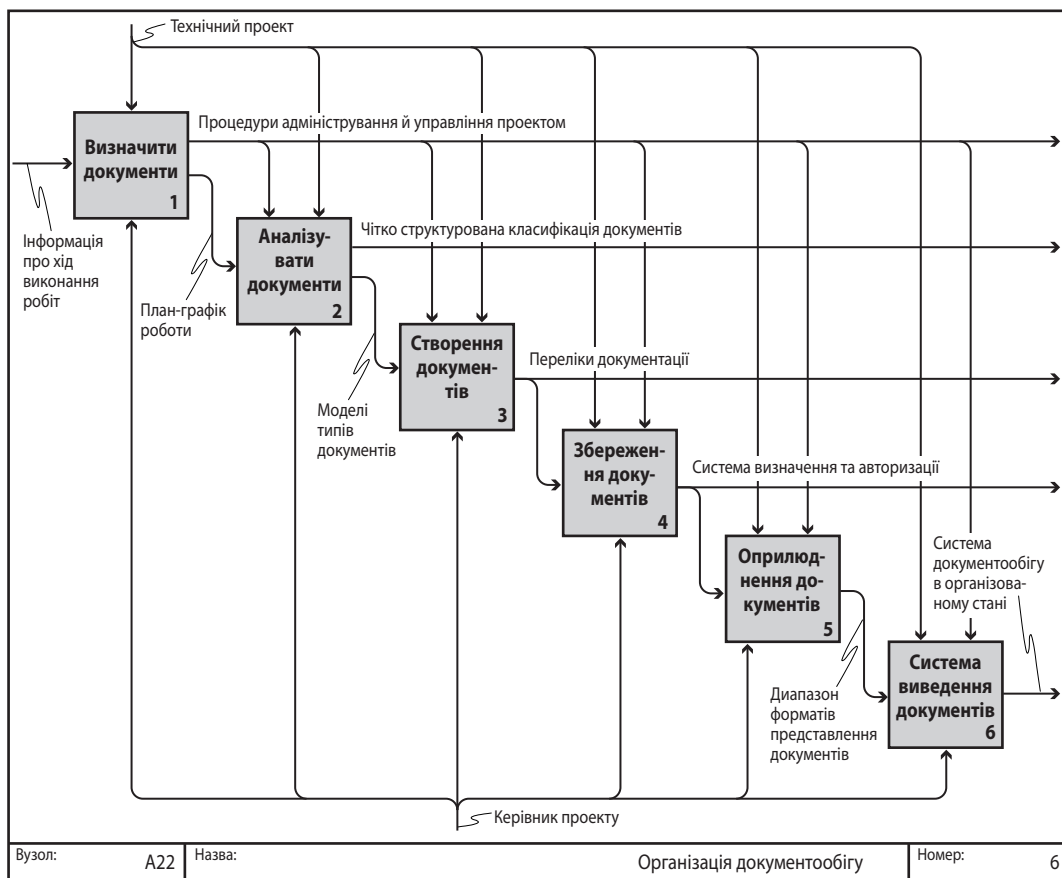 Технічний проект
Процедури адміністрування й управління проектом
Визначити
документи
1
Інформація
про хід
виконання
робіт
План-графік
роботи
Чітко структурована класифікація документів
Аналізу-
вати
документи
2
Моделі
типів
документів
Переліки документації
Створення
докумен-
тів
3
Система визначення та авторизації
Збережен-
ня доку-
ментів
4
Оприлюд-
нення до-
кументів
5
Система
документообігу
в організова-
ному стані
Діапазон
форматів
представлення
документів
Система
виведення
документів
6
Керівник проекту
Вузол: A22 Назва: Організація документообігу Номер: 6